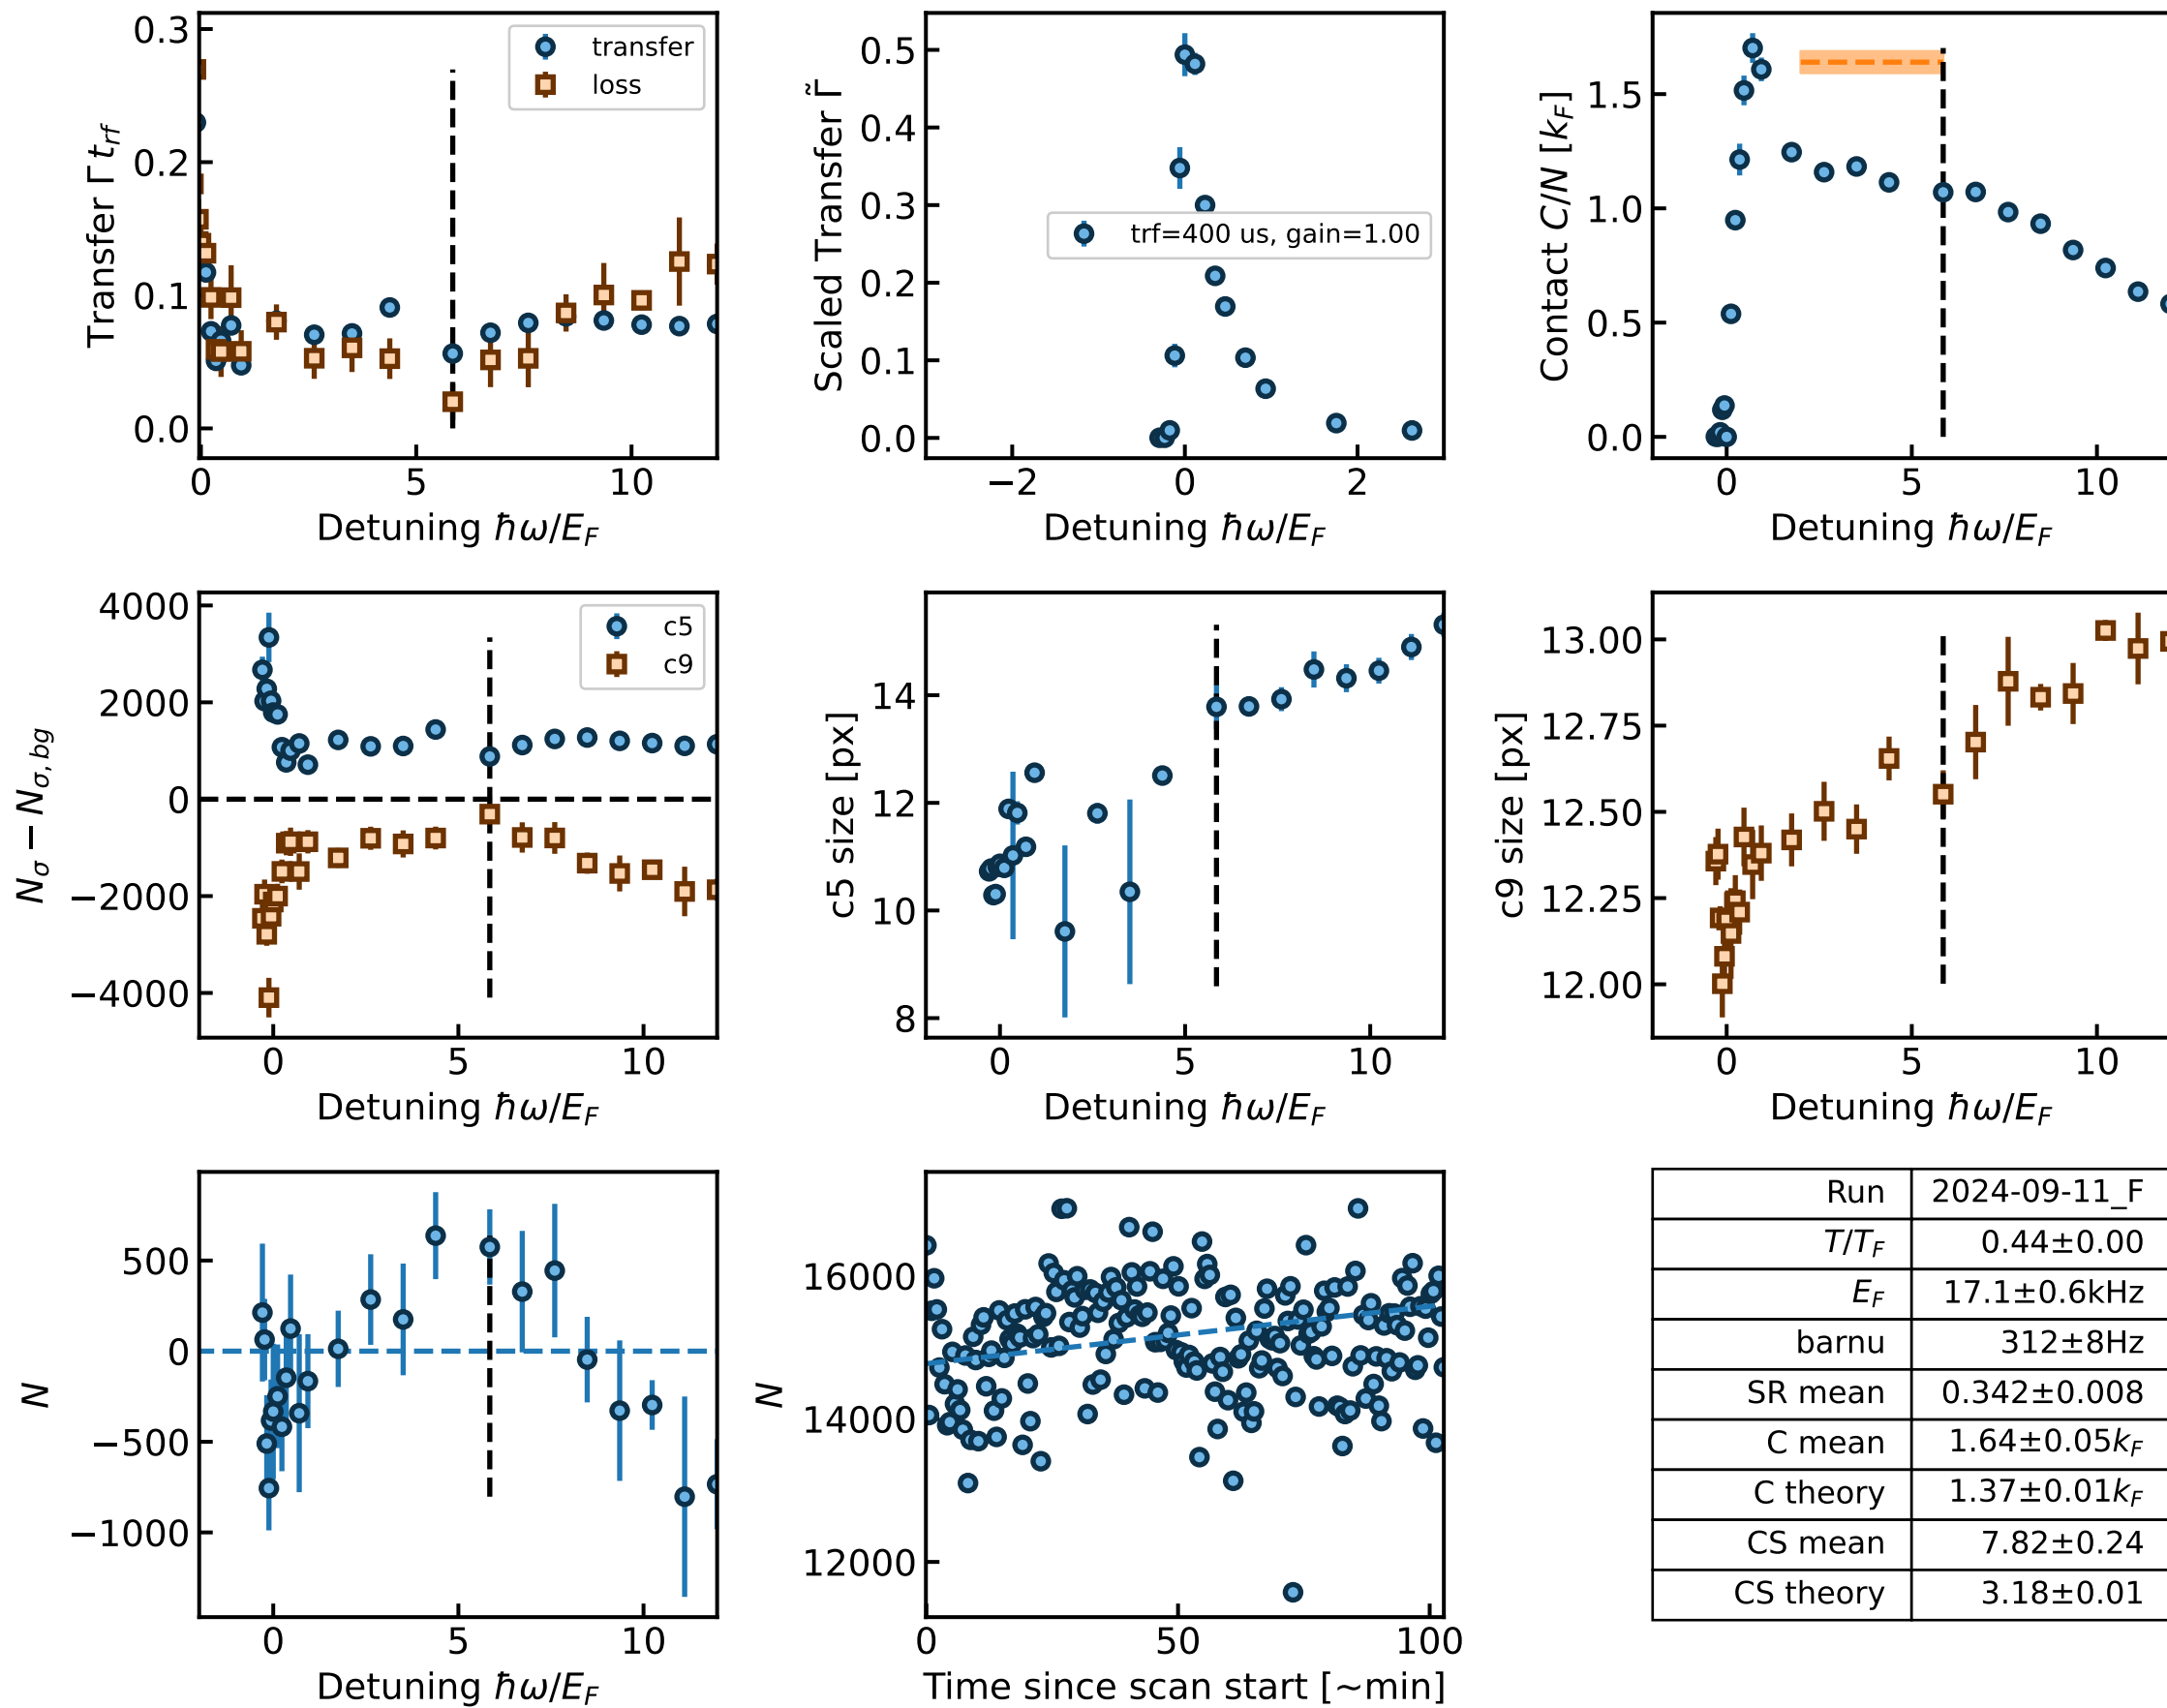 Transfer Γ t_rf
0.3
0.2
0.1
0.0
transfer
loss
0
5
10
Detuning ℏω/E_F
Scaled Transfer Γ̃
0.5
0.4
0.3
0.2
0.1
0.0
trf=400 us, gain=1.00
−2
0
2
Detuning ℏω/E_F
Contact C/N [k_F]
1.5
1.0
0.5
0.0
0
5
10
Detuning ℏω/E_F
N_σ − N_σ,bg
4000
2000
0
−2000
−4000
c5
c9
0
5
10
Detuning ℏω/E_F
c5 size [px]
14
12
10
8
0
5
10
Detuning ℏω/E_F
c9 size [px]
13.00
12.75
12.50
12.25
12.00
0
5
10
Detuning ℏω/E_F
N
500
0
−500
−1000
0
5
10
Detuning ℏω/E_F
N
16000
14000
12000
0
50
100
Time since scan start [~min]
Run 2024-09-11_F
T/T_F 0.44±0.00
E_F 17.1±0.6kHz
barnu 312±8Hz
SR mean 0.342±0.008
C mean 1.64±0.05k_F
C theory 1.37±0.01k_F
CS mean 7.82±0.24
CS theory 3.18±0.01